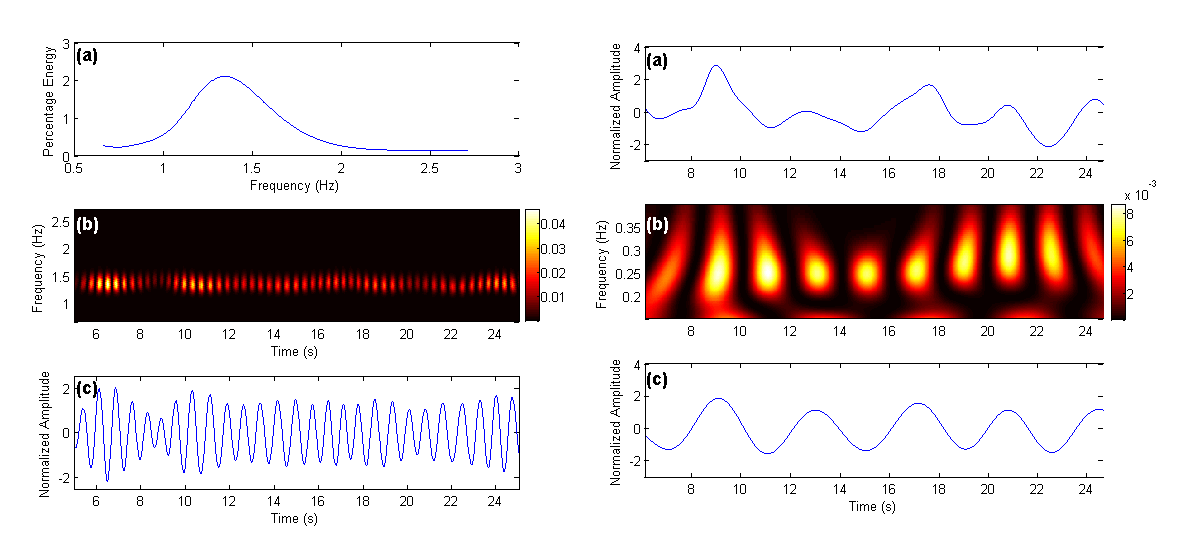 (a)
Percentage Energy
3
2
1
0
0.5 1 1.5 2 2.5 3
Frequency (Hz)
(b)
Frequency (Hz)
2.5
2
1.5
1
0.04
0.03
0.02
0.01
6 8 10 12 14 16 18 20 22 24
Time (s)
(c)
Normalized Amplitude
2
0
-2
6 8 10 12 14 16 18 20 22 24
Time (s)
(a)
Normalized Amplitude
4
2
0
-2
8 10 12 14 16 18 20 22 24
(b)
Frequency (Hz)
0.35
0.3
0.25
0.2
x 10⁻³
8
6
4
2
8 10 12 14 16 18 20 22 24
(c)
Normalized Amplitude
4
2
0
-2
8 10 12 14 16 18 20 22 24
Time (s)